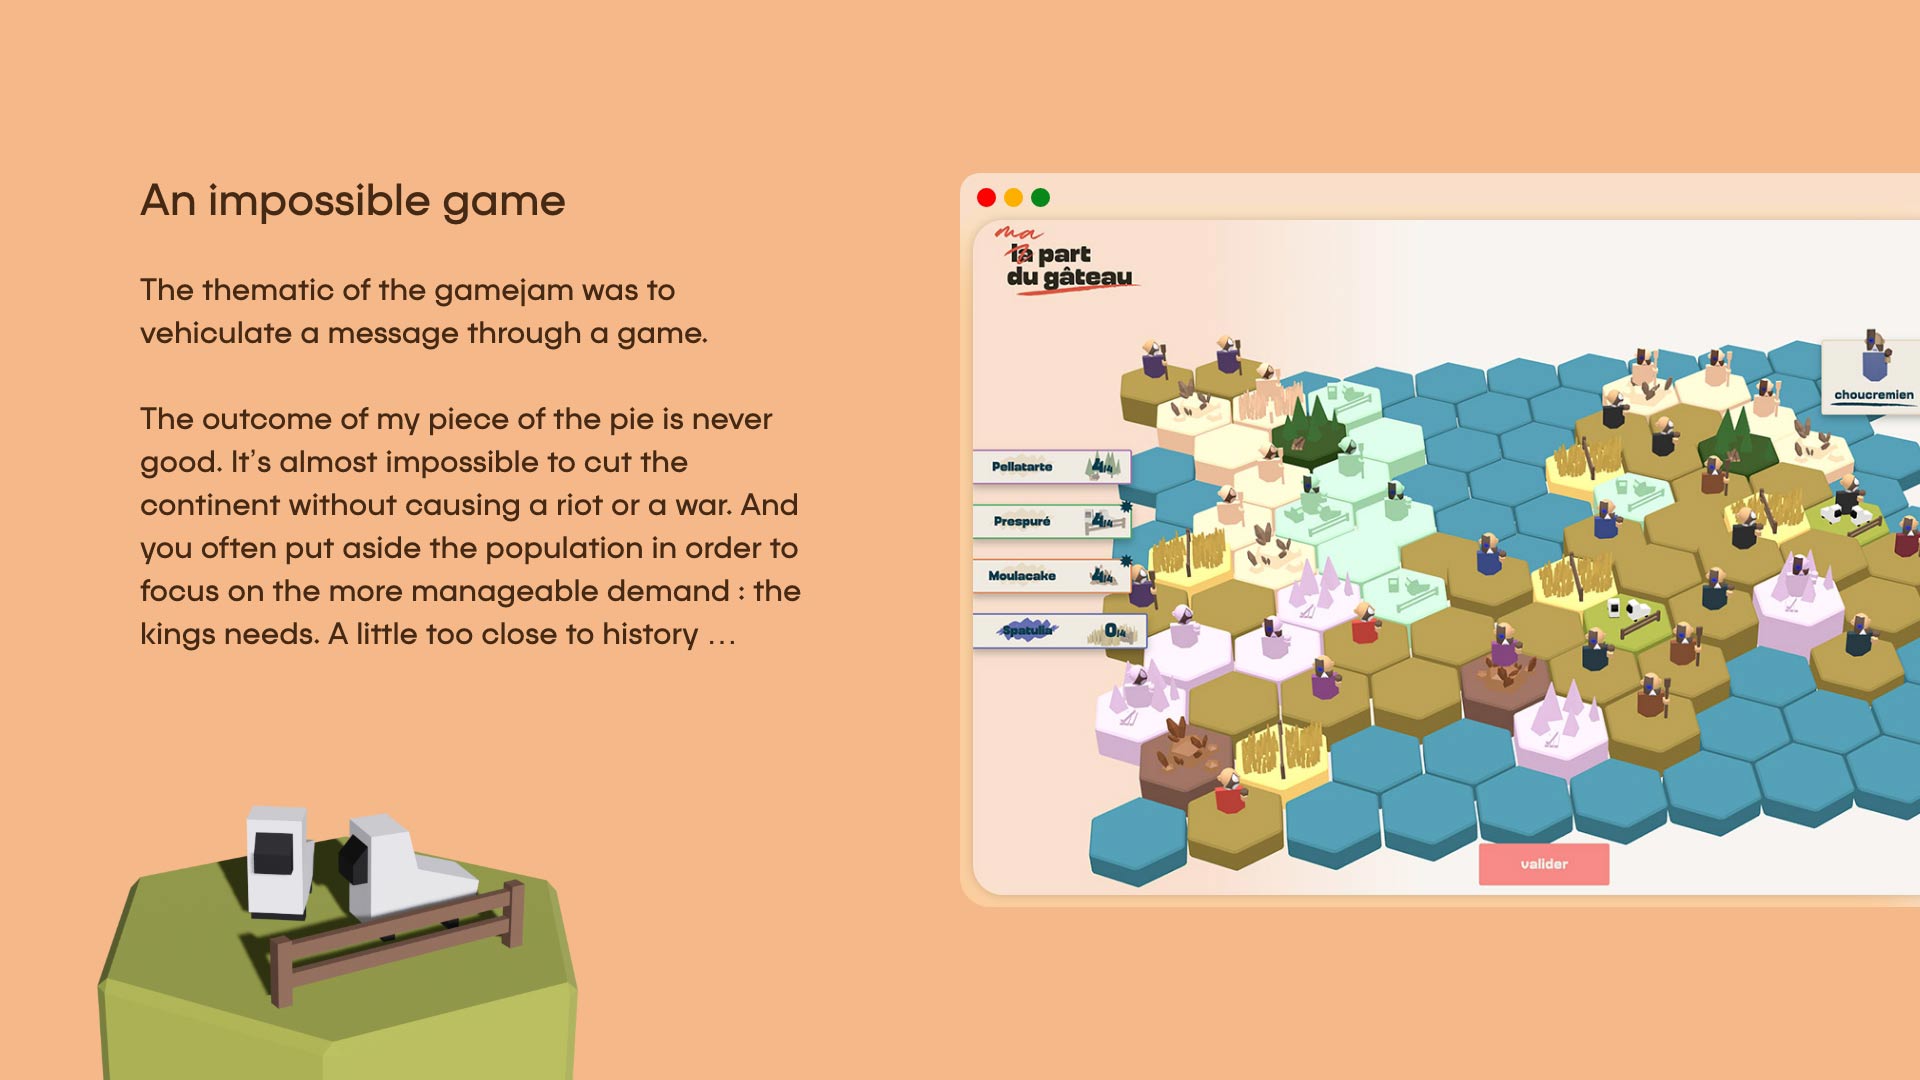 An impossible game
The thematic of the gamejam was to
vehiculate a message through a game.
The outcome of my piece of the pie is never
good. It’s almost impossible to cut the
continent without causing a riot or a war. And
you often put aside the population in order to
focus on the more manageable demand : the
kings needs. A little too close to history …
ma
la part
du gâteau
choucremien
Pellatarte 4/4
Prespuré 4/4
Moulacake 4/4
Spatulia 0/4
valider